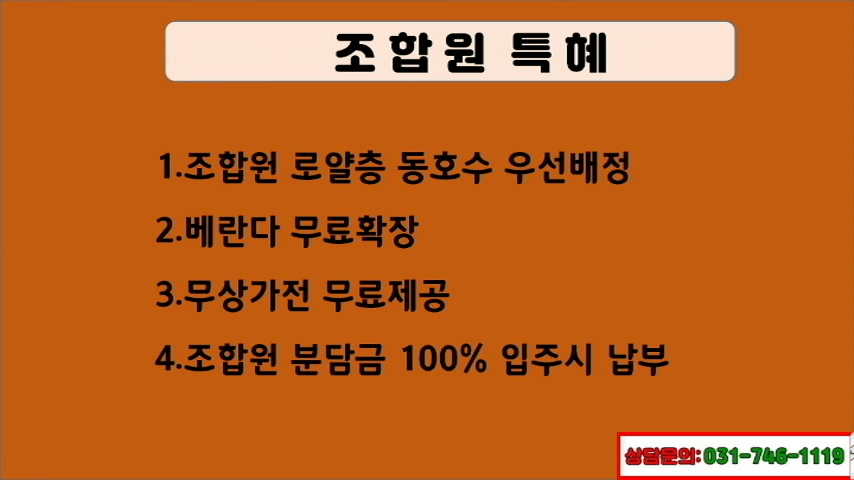 조합원 특혜
1.조합원 로얄층 동호수 우선배정
2.베란다 무료확장
3.무상가전 무료제공
4.조합원 분담금 100% 입주시 납부
상담문의:031-746-1119